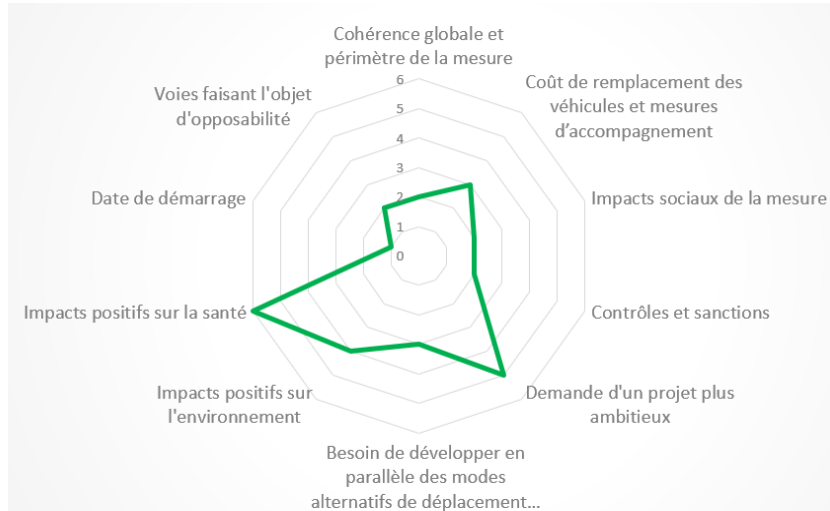 Cohérence globale et
périmètre de la mesure
Coût de remplacement des
véhicules et mesures
d’accompagnement
Impacts sociaux de la mesure
Contrôles et sanctions
Demande d'un projet plus
ambitieux
Besoin de développer en
parallèle des modes
alternatifs de déplacement…
Impacts positifs sur
l'environnement
Impacts positifs sur la santé
Date de démarrage
Voies faisant l'objet
d'opposabilité
6
5
4
3
2
1
0